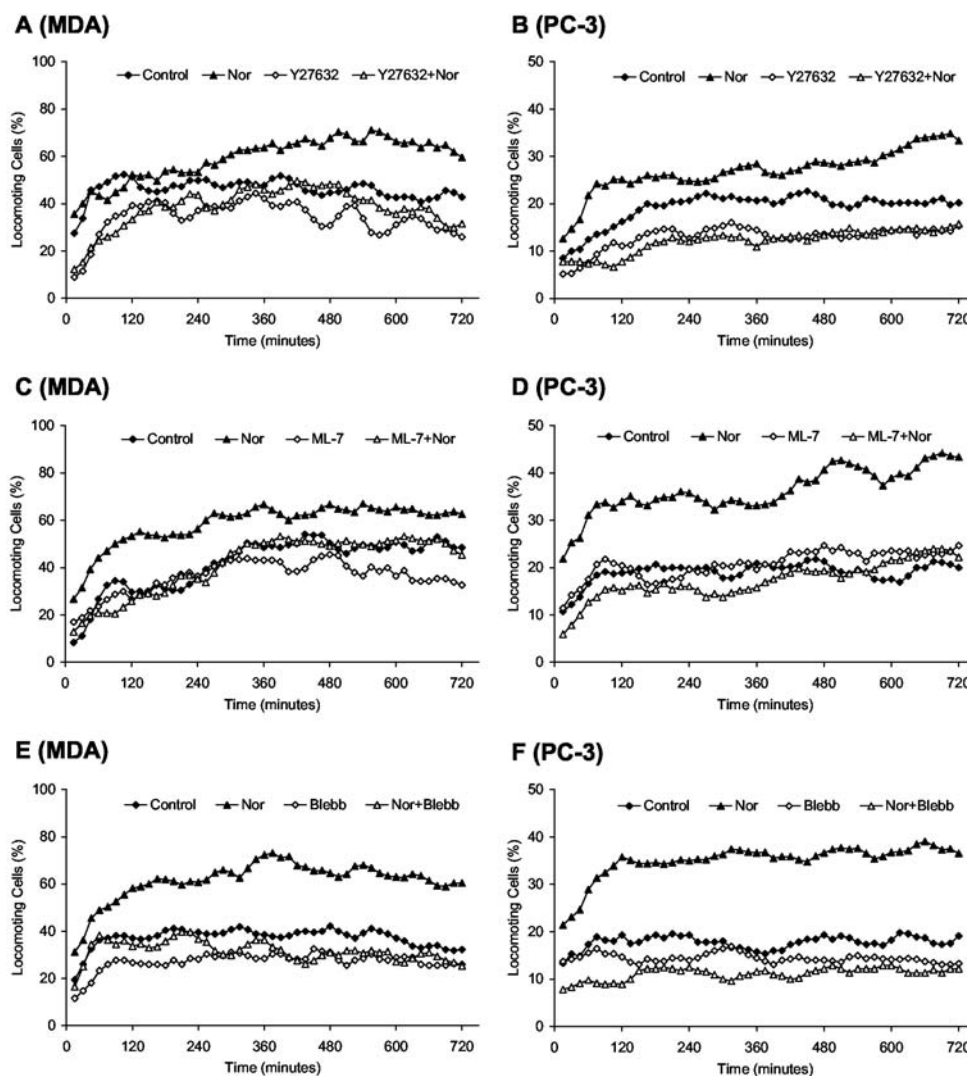 A (MDA)
Locomoting Cells (%)
100
80
60
40
20
0
Control Nor Y27632 Y27632+Nor
0 120 240 360 480 600 720
Time (minutes)
B (PC-3)
Locomoting Cells (%)
50
40
30
20
10
0
Control Nor Y27632 Y27632+Nor
0 120 240 360 480 600 720
Time (minutes)
C (MDA)
Locomoting Cells (%)
100
80
60
40
20
0
Control Nor ML-7 ML-7+Nor
0 120 240 360 480 600 720
Time (minutes)
D (PC-3)
Locomoting Cells (%)
50
40
30
20
10
0
Control Nor ML-7 ML-7+Nor
0 120 240 360 480 600 720
Time (minutes)
E (MDA)
Locomoting Cells (%)
100
80
60
40
20
0
Control Nor Blebb Nor+Blebb
0 120 240 360 480 600 720
Time (minutes)
F (PC-3)
Locomoting Cells (%)
50
40
30
20
10
0
Control Nor Blebb Nor+Blebb
0 120 240 360 480 600 720
Time (minutes)